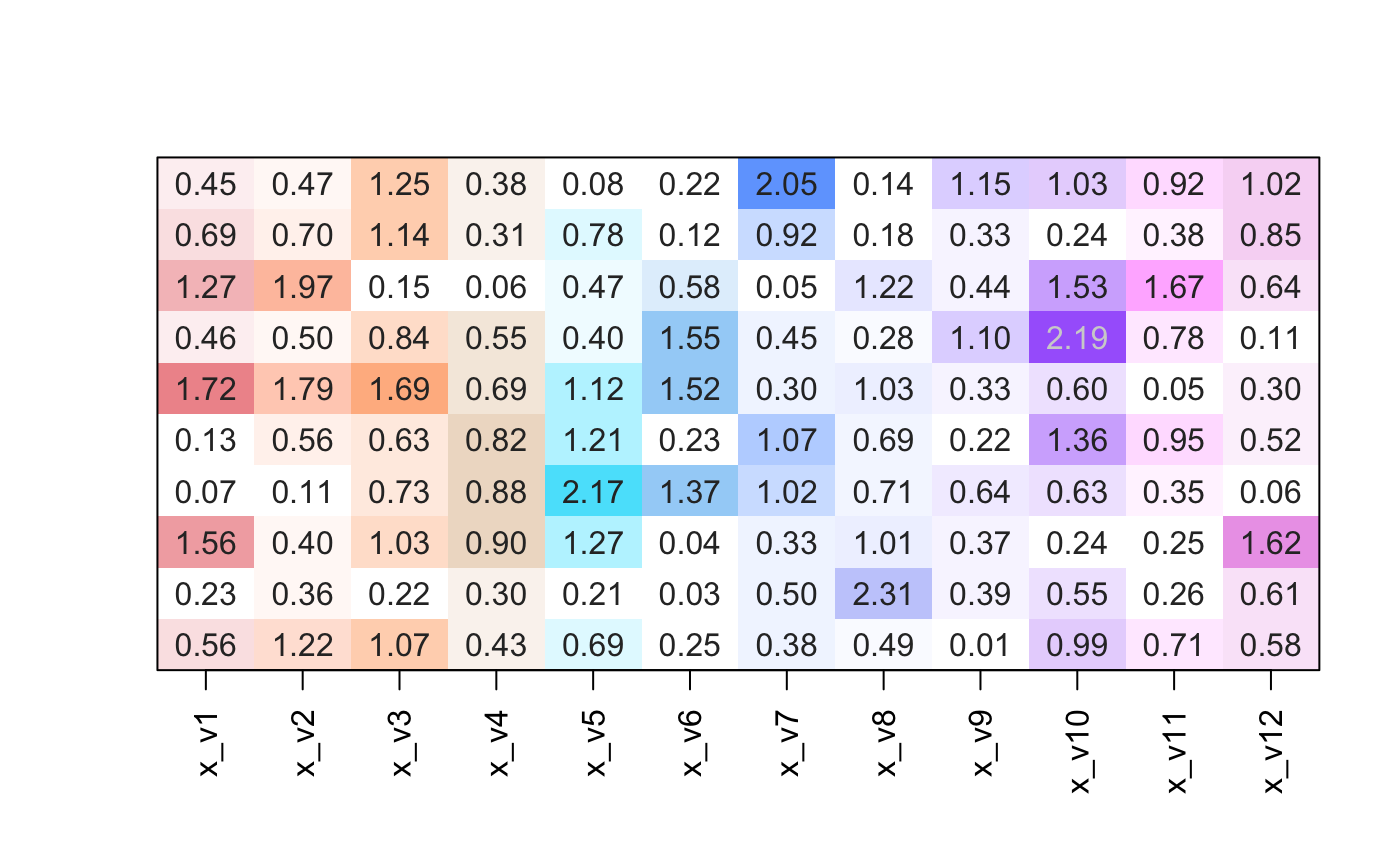 0.45 0.47 1.25 0.38 0.08 0.22 2.05 0.14 1.15 1.03 0.92 1.02
0.69 0.70 1.14 0.31 0.78 0.12 0.92 0.18 0.33 0.24 0.38 0.85
1.27 1.97 0.15 0.06 0.47 0.58 0.05 1.22 0.44 1.53 1.67 0.64
0.46 0.50 0.84 0.55 0.40 1.55 0.45 0.28 1.10 2.19 0.78 0.11
1.72 1.79 1.69 0.69 1.12 1.52 0.30 1.03 0.33 0.60 0.05 0.30
0.13 0.56 0.63 0.82 1.21 0.23 1.07 0.69 0.22 1.36 0.95 0.52
0.07 0.11 0.73 0.88 2.17 1.37 1.02 0.71 0.64 0.63 0.35 0.06
1.56 0.40 1.03 0.90 1.27 0.04 0.33 1.01 0.37 0.24 0.25 1.62
0.23 0.36 0.22 0.30 0.21 0.03 0.50 2.31 0.39 0.55 0.26 0.61
0.56 1.22 1.07 0.43 0.69 0.25 0.38 0.49 0.01 0.99 0.71 0.58
x_v1 x_v2 x_v3 x_v4 x_v5 x_v6 x_v7 x_v8 x_v9 x_v10 x_v11 x_v12